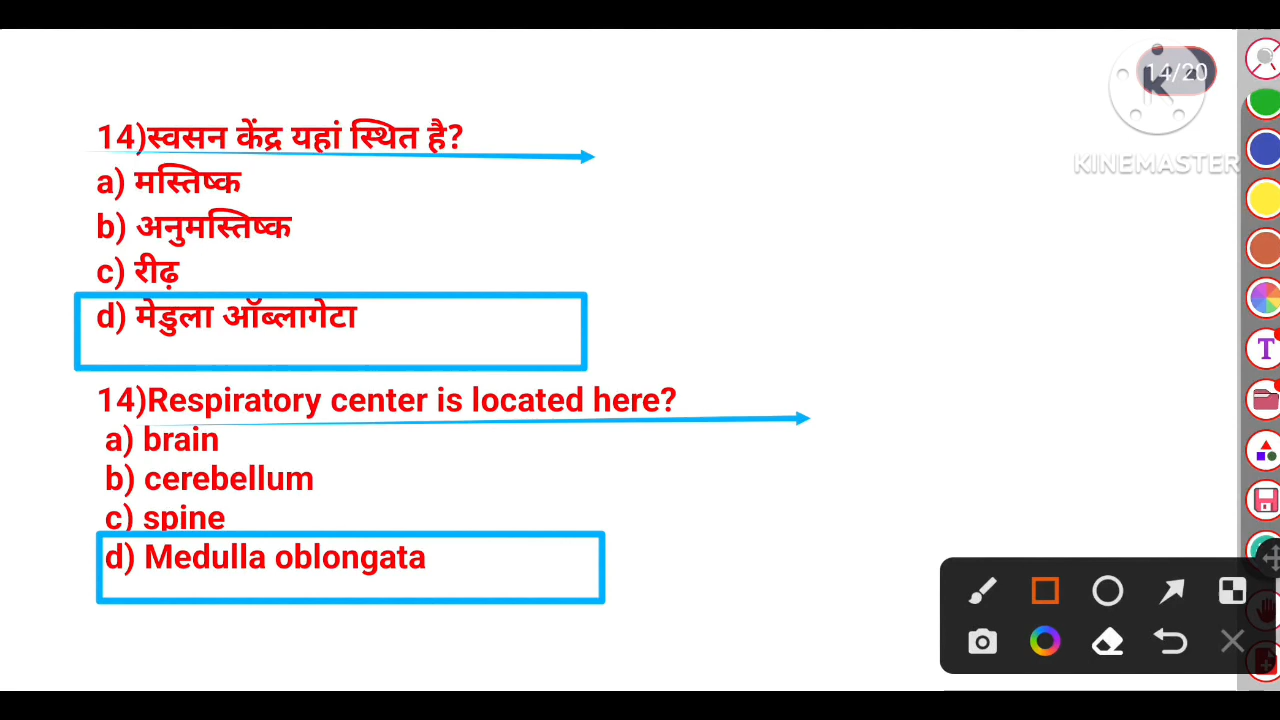 14/20
KINEMASTER
14)स्वसन केंद्र यहां स्थित है?
a) मस्तिष्क
b) अनुमस्तिष्क
c) रीढ़
d) मेडुला ऑब्लागेटा
14)Respiratory center is located here?
a) brain
b) cerebellum
c) spine
d) Medulla oblongata
T